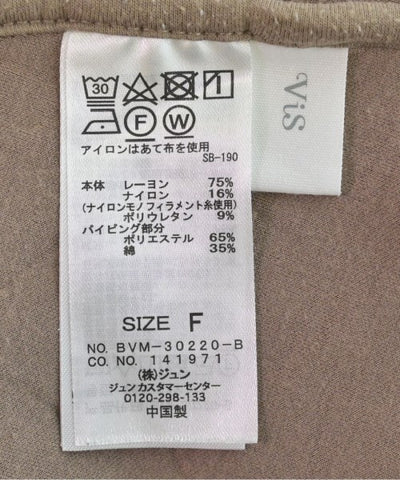 ViS
30
F W
アイロンはあて布を使用
SB-190
本体 レーヨン 75%
ナイロン 16%
(ナイロンモノフィラメント糸使用)
ポリウレタン 9%
パイピング部分
ポリエステル 65%
綿 35%
SIZE F
NO. BVM-30220-B
CO. NO. 141971
(株)ジュン
ジュン カスタマーセンター
0120-298-133
中国製